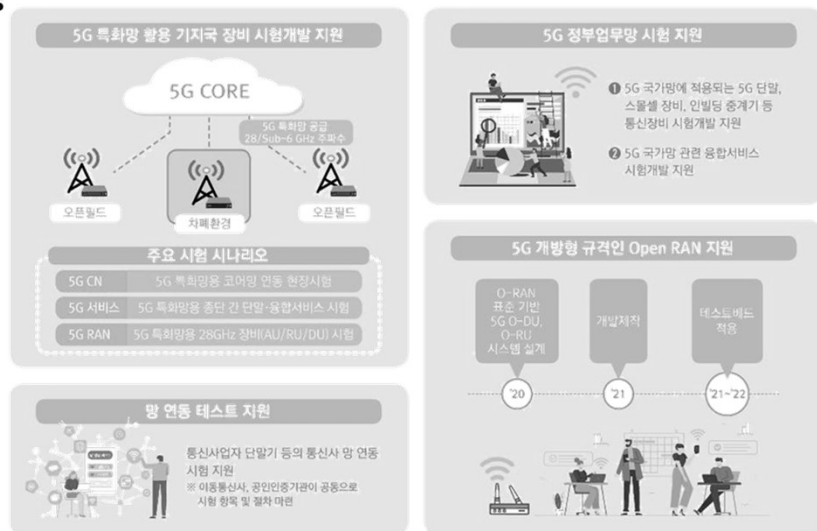 5G 특화망 활용 기지국 장비 시험개발 지원
5G CORE
5G 특화망 공급
28/Sub-6 GHz 주파수
오픈필드
차폐환경
오픈필드
주요 시험 시나리오
5G CN 5G 특화망용 코어망 연동 현장시험
5G 서비스 5G 특화망용 종단 간 단말·융합서비스 시험
5G RAN 5G 특화망용 28GHz 장비(AU/RU/DU) 시험
망 연동 테스트 지원
통신사업자 단말기 등의 통신사 망 연동
시험 지원
※ 이동통신사, 공인인증기관이 공동으로
시험 항목 및 절차 마련
5G 정부업무망 시험 지원
❶ 5G 국가망에 적용되는 5G 단말,
스몰셀 장비, 인빌딩 중계기 등
통신장비 시험개발 지원
❷ 5G 국가망 관련 융합서비스
시험개발 지원
5G 개방형 규격인 Open RAN 지원
O-RAN
표준 기반
5G O-DU,
O-RU
시스템 설계
개발제작
테스트베드
적용
'20
'21
'21~'22